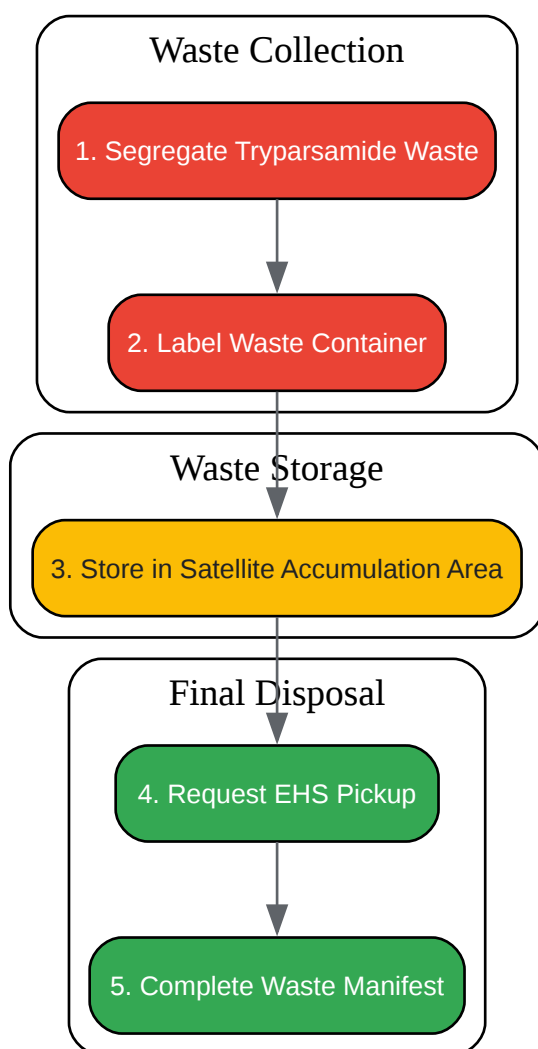 Waste Collection
1. Segregate Tryparsamide Waste
2. Label Waste Container
Waste Storage
3. Store in Satellite Accumulation Area
Final Disposal
4. Request EHS Pickup
5. Complete Waste Manifest